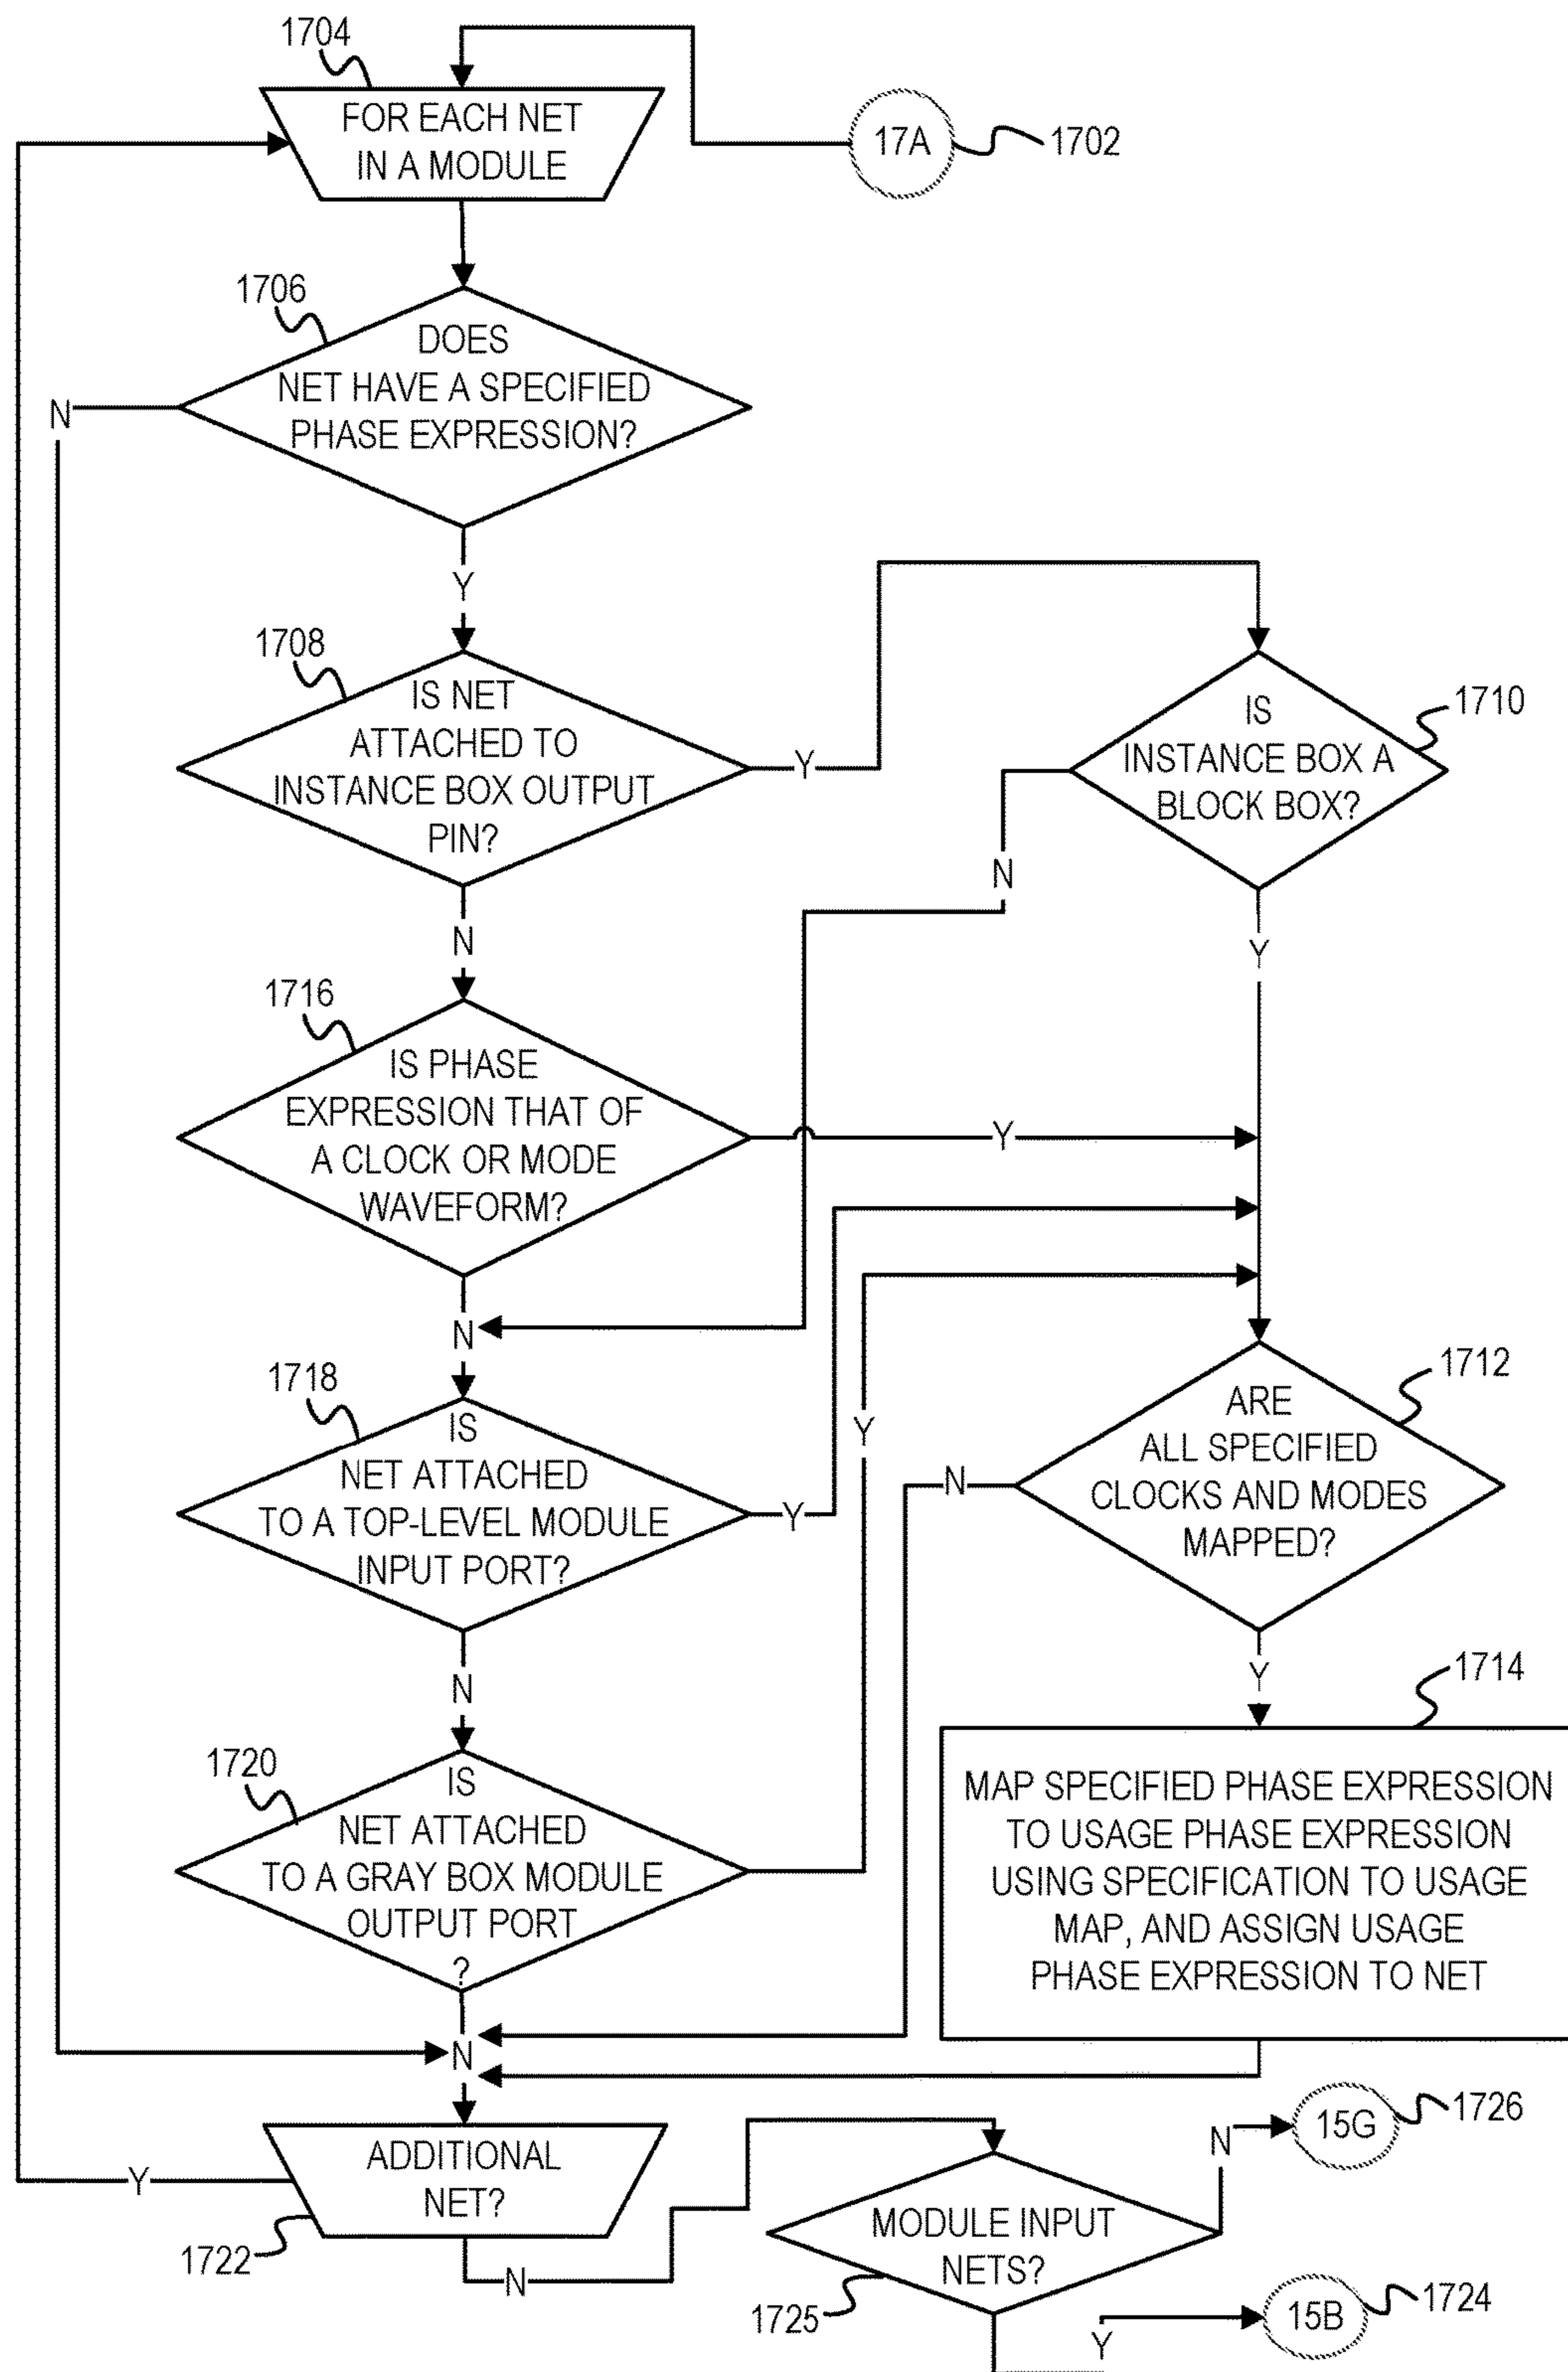 1704
FOR EACH NET
IN A MODULE
17A
1702
1706
DOES
NET HAVE A SPECIFIED
PHASE EXPRESSION?
N
Y
1708
IS NET
ATTACHED TO
INSTANCE BOX OUTPUT
PIN?
Y
N
1710
IS
INSTANCE BOX A
BLOCK BOX?
N
Y
1716
IS PHASE
EXPRESSION THAT OF
A CLOCK OR MODE
WAVEFORM?
Y
N
1718
IS
NET ATTACHED
TO A TOP-LEVEL MODULE
INPUT PORT?
Y
N
Y
1712
ARE
ALL SPECIFIED
CLOCKS AND MODES
MAPPED?
N
Y
1714
MAP SPECIFIED PHASE EXPRESSION
TO USAGE PHASE EXPRESSION
USING SPECIFICATION TO USAGE
MAP, AND ASSIGN USAGE
PHASE EXPRESSION TO NET
1720
IS
NET ATTACHED
TO A GRAY BOX MODULE
OUTPUT PORT
?
N
ADDITIONAL
NET?
Y
1722
N
MODULE INPUT
NETS?
1725
N
15G
1726
Y
15B
1724